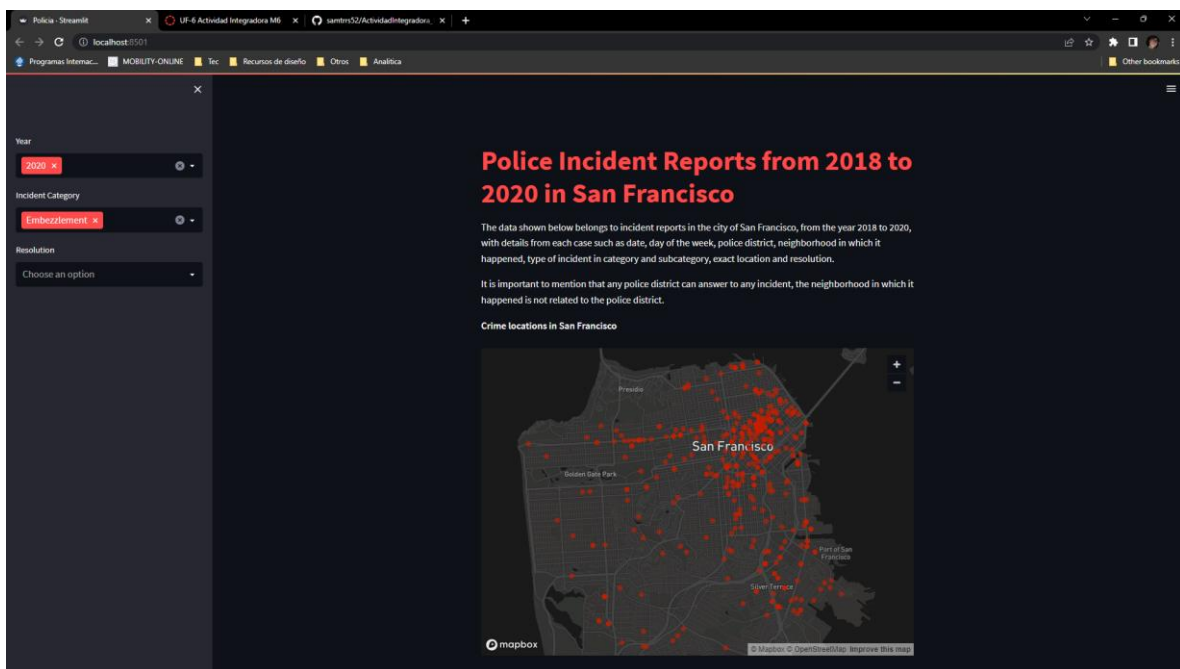 Policia · Streamlit
UF-6 Actividad Integradora M6
samtrrs52/ActividadIntegradora_
localhost:8501
Programas Internac...
MOBILITY-ONLINE
Tec
Recursos de diseño
Otros
Analitica
Other bookmarks
Year
2020
Incident Category
Embezzlement
Resolution
Choose an option
Police Incident Reports from 2018 to
2020 in San Francisco
The data shown below belongs to incident reports in the city of San Francisco, from the year 2018 to 2020,
with details from each case such as date, day of the week, police district, neighborhood in which it
happened, type of incident in category and subcategory, exact location and resolution.
It is important to mention that any police district can answer to any incident, the neighborhood in which it
happened is not related to the police district.
Crime locations in San Francisco
Presidio
San Francisco
Golden Gate Park
Part of San
Francisco
Silver Terrace
mapbox
© Mapbox © OpenStreetMap Improve this map